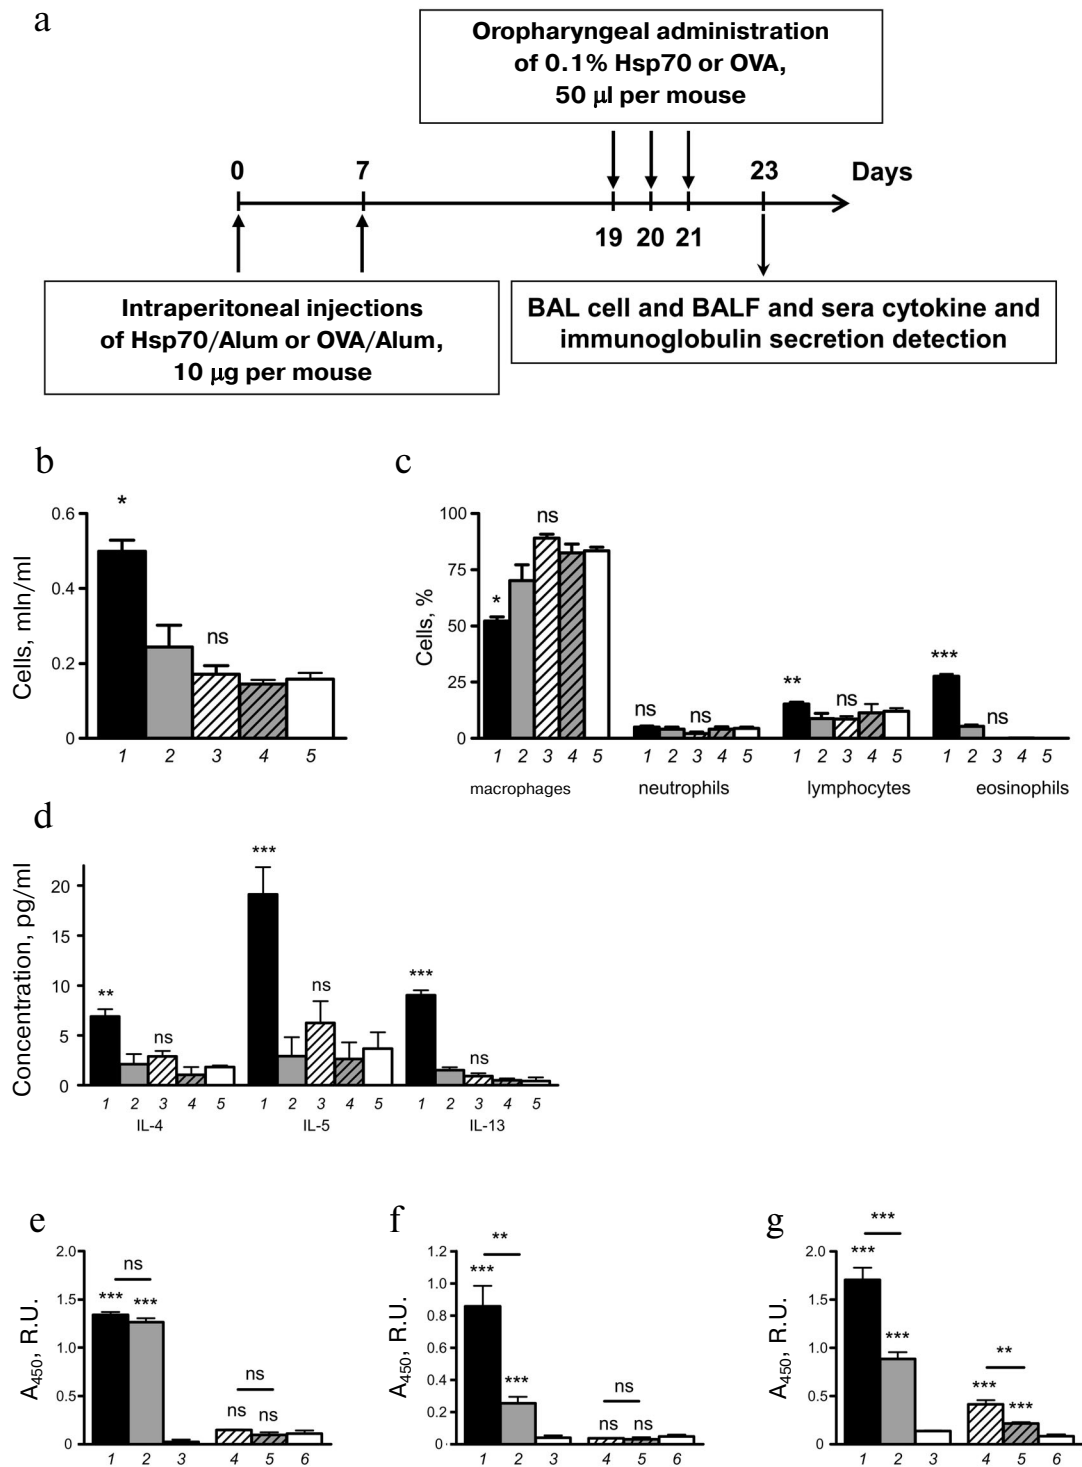 a
Oropharyngeal administration
of 0.1% Hsp70 or OVA,
50 µl per mouse
0 7 23 Days
19 20 21
Intraperitoneal injections
of Hsp70/Alum or OVA/Alum,
10 µg per mouse
BAL cell and BALF and sera cytokine and
immunoglobulin secretion detection
b
Cells, mln/ml
0.6
0.4
0.2
0
*
ns
1 2 3 4 5
c
Cells, %
100
75
50
25
0
* ns
ns ns
** ns
*** ns
1 2 3 4 5 1 2 3 4 5 1 2 3 4 5 1 2 3 4 5
macrophages neutrophils lymphocytes eosinophils
d
Concentration, pg/ml
20
15
10
5
0
** ns
*** ns
*** ns
1 2 3 4 5 1 2 3 4 5 1 2 3 4 5
IL-4 IL-5 IL-13
e
A450, R.U.
2.0
1.5
1.0
0.5
0
ns
*** ***
ns
ns ns
1 2 3 4 5 6
f
A450, R.U.
1.2
1.0
0.8
0.6
0.4
0.2
0
**
***
***
ns
ns ns
1 2 3 4 5 6
g
A450, R.U.
2.0
1.5
1.0
0.5
0
***
***
***
**
***
***
1 2 3 4 5 6